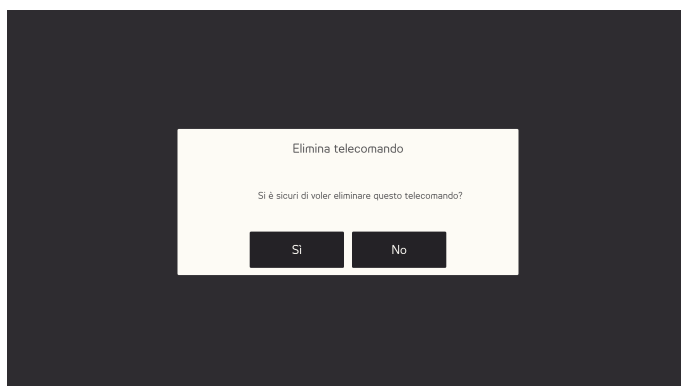 Elimina telecomando
Si è sicuri di voler eliminare questo telecomando?
Sì
No